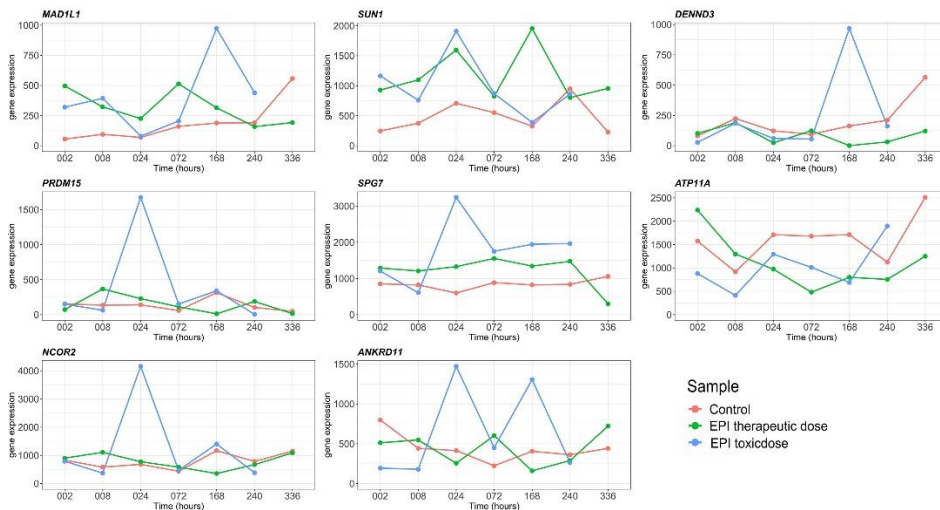 MAD1L1
gene expression
1000
750
500
250
0
002 008 024 072 168 240 336
Time (hours)
SUN1
gene expression
2000
1500
1000
500
0
002 008 024 072 168 240 336
Time (hours)
DENND3
gene expression
1000
750
500
250
0
002 008 024 072 168 240 336
Time (hours)
PRDM15
gene expression
1500
1000
500
0
002 008 024 072 168 240 336
Time (hours)
SPG7
gene expression
3000
2000
1000
0
002 008 024 072 168 240 336
Time (hours)
ATP11A
gene expression
2500
2000
1500
1000
500
0
002 008 024 072 168 240 336
Time (hours)
NCOR2
gene expression
4000
3000
2000
1000
0
002 008 024 072 168 240 336
Time (hours)
ANKRD11
gene expression
1500
1000
500
0
002 008 024 072 168 240 336
Time (hours)
Sample
Control
EPI therapeutic dose
EPI toxicdose